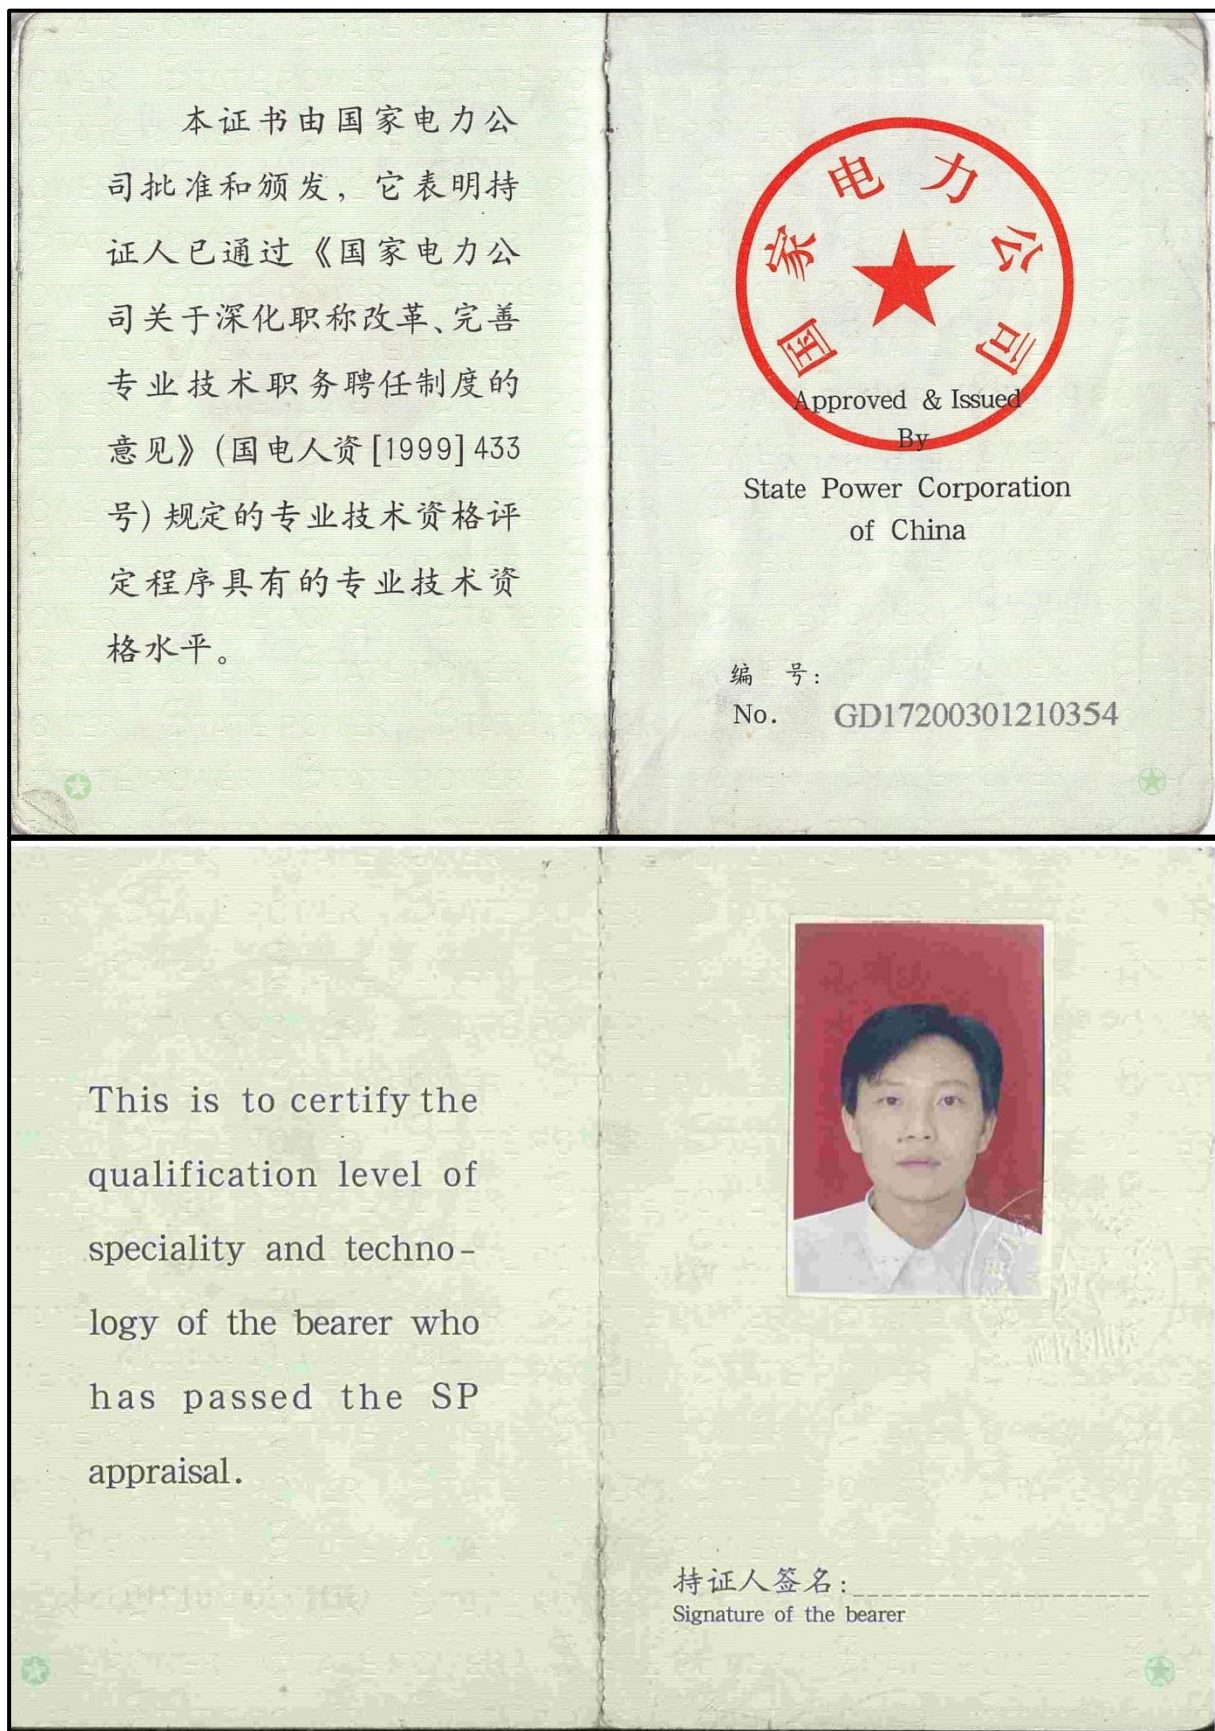 本证书由国家电力公
司批准和颁发，它表明持
证人已通过《国家电力公
司关于深化职称改革、完善
专业技术职务聘任制度的
意见》(国电人资[1999]433
号)规定的专业技术资格评
定程序具有的专业技术资
格水平。
国家电力公司
Approved & Issued
By
State Power Corporation
of China
编 号:
No. GD17200301210354
This is to certify the
qualification level of
speciality and techno-
logy of the bearer who
has passed the SP
appraisal.
持证人签名:
Signature of the bearer